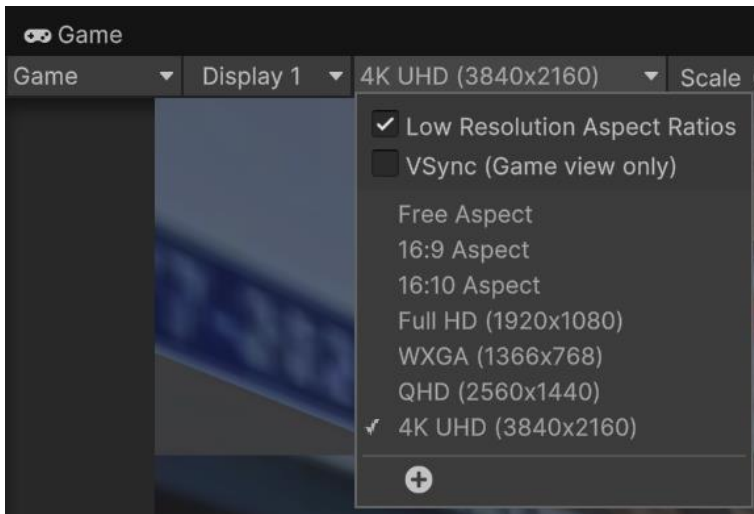 Game
Game Display 1 4K UHD (3840x2160) Scale
Low Resolution Aspect Ratios
VSync (Game view only)
Free Aspect
16:9 Aspect
16:10 Aspect
Full HD (1920x1080)
WXGA (1366x768)
QHD (2560x1440)
4K UHD (3840x2160)